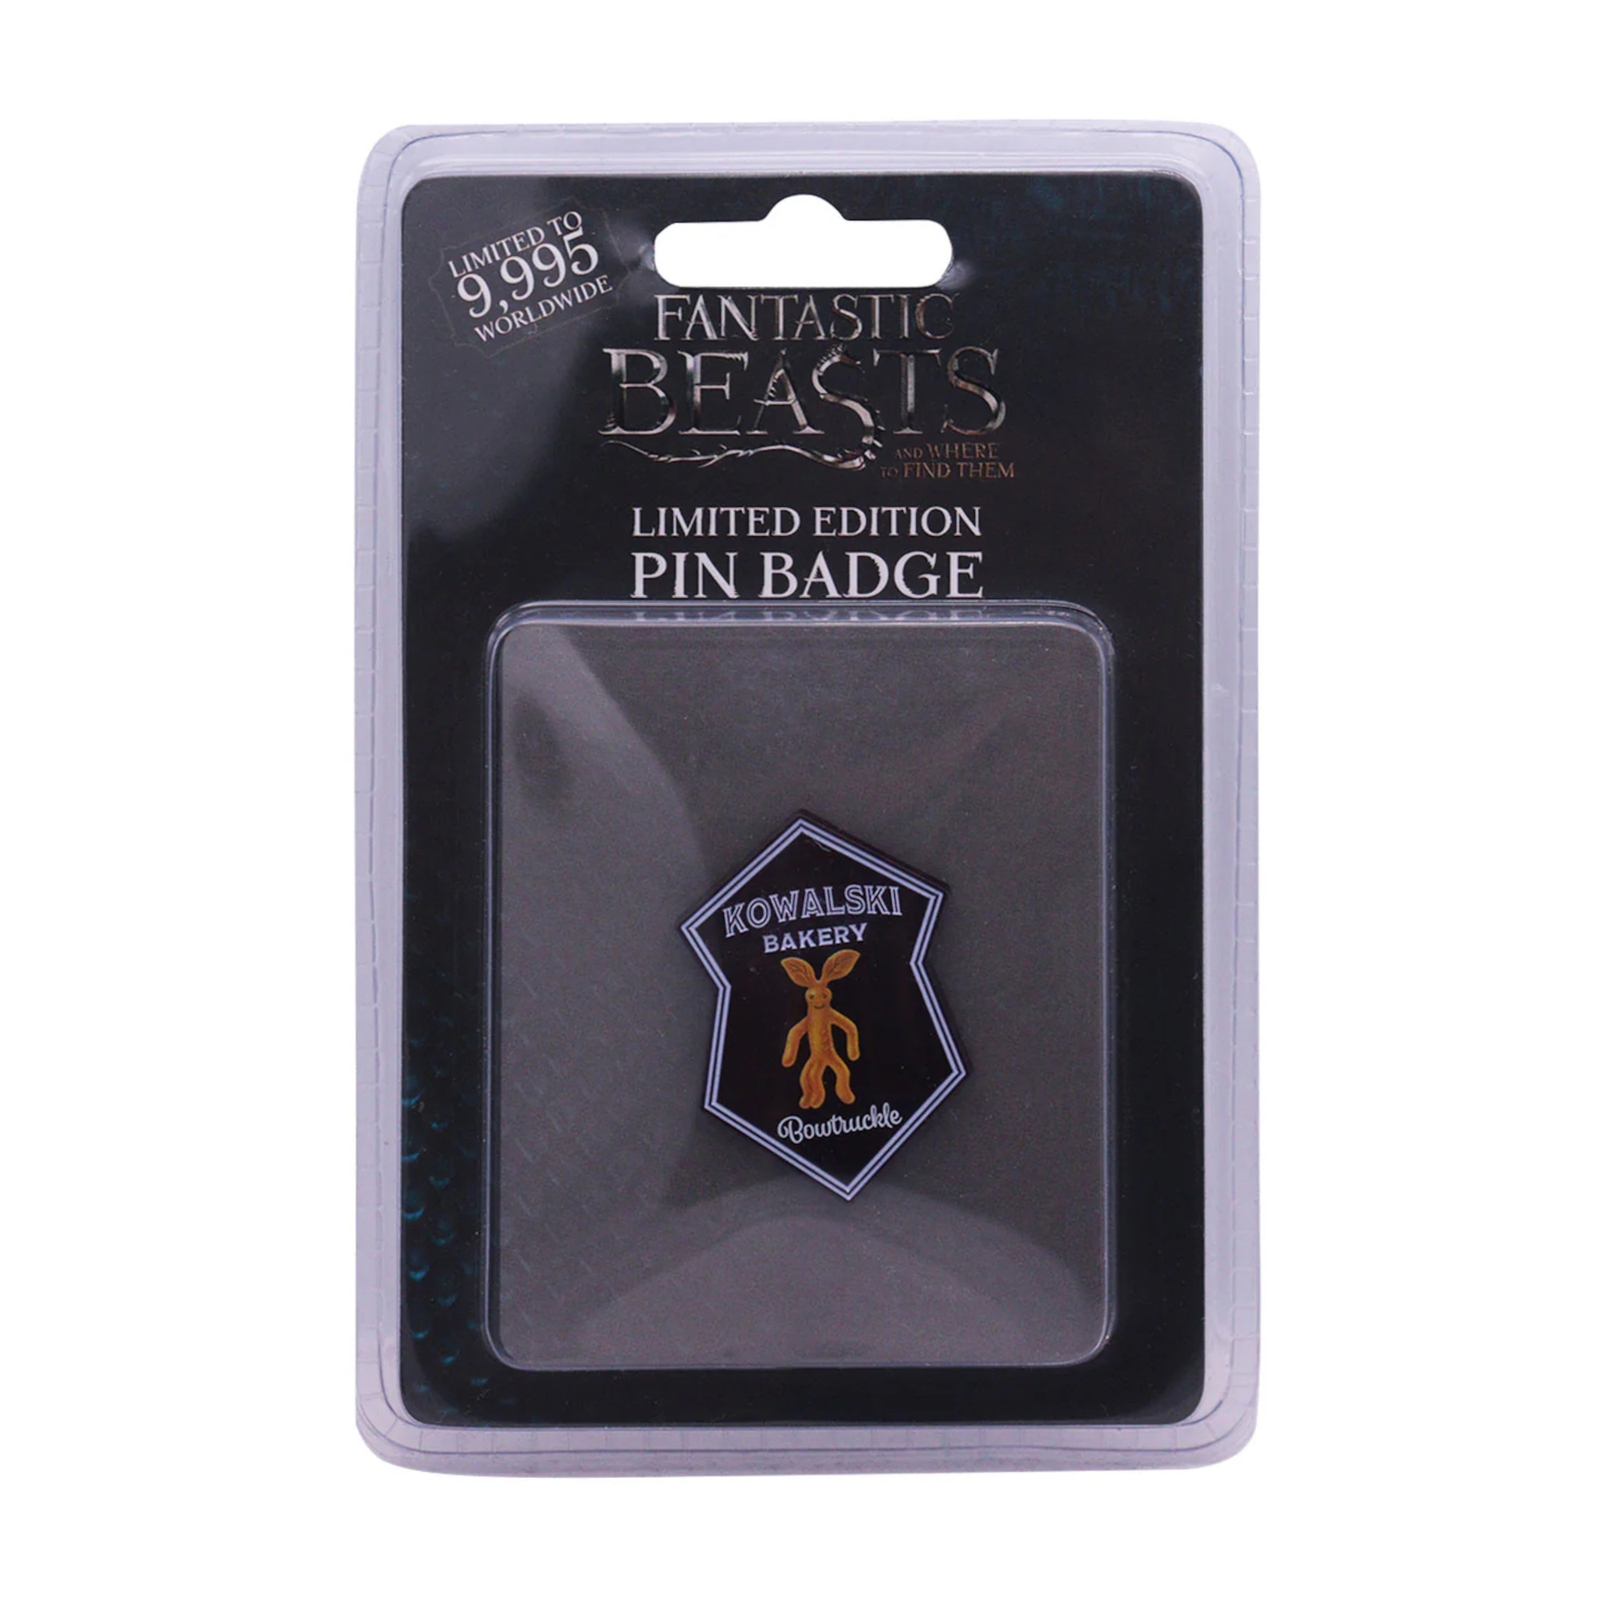 LIMITED TO
9,995
WORLDWIDE
FANTASTIC
BEASTS
AND WHERE
TO FIND THEM
LIMITED EDITION
PIN BADGE
KOWALSKI
BAKERY
Bowtruckle